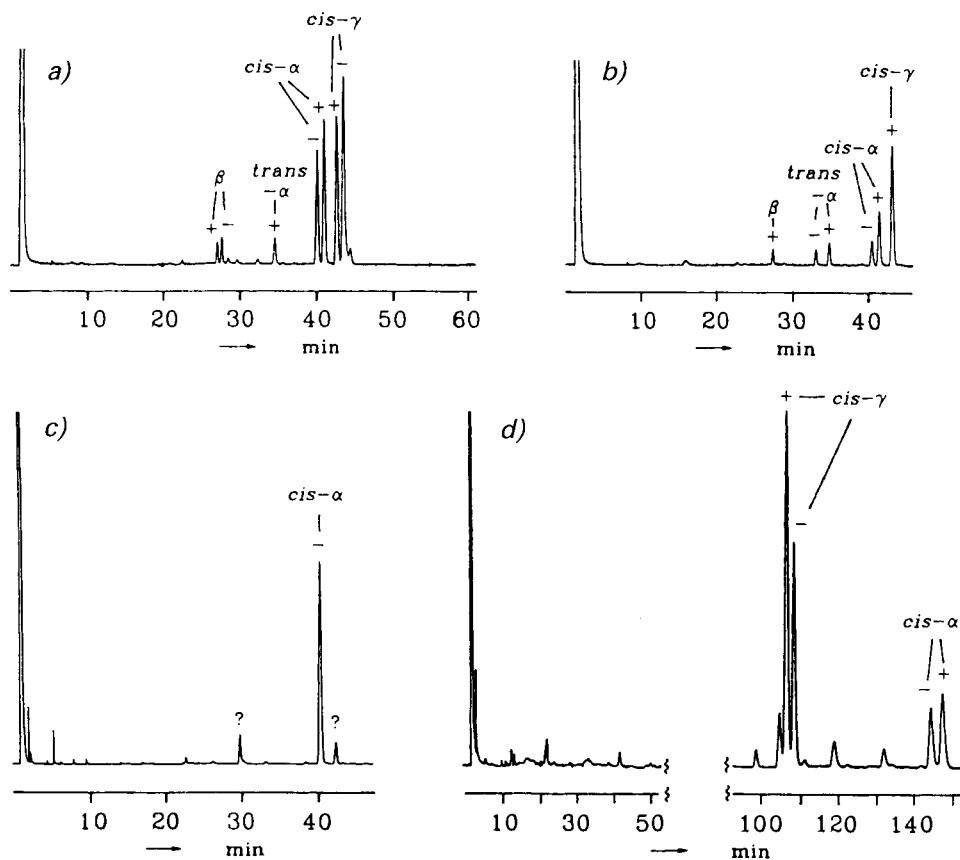 a)
cis-γ
cis-α
−
+
−
+
β
+
−
trans
−α
+
10 20 30 40 50 60
min
b)
cis-γ
+
cis-α
+
−
trans
−α
−
+
β
+
10 20 30 40
min
c)
cis-α
−
?
?
10 20 30 40
min
d)
+
cis-γ
−
cis-α
−
+
10 30 50 100 120 140
min